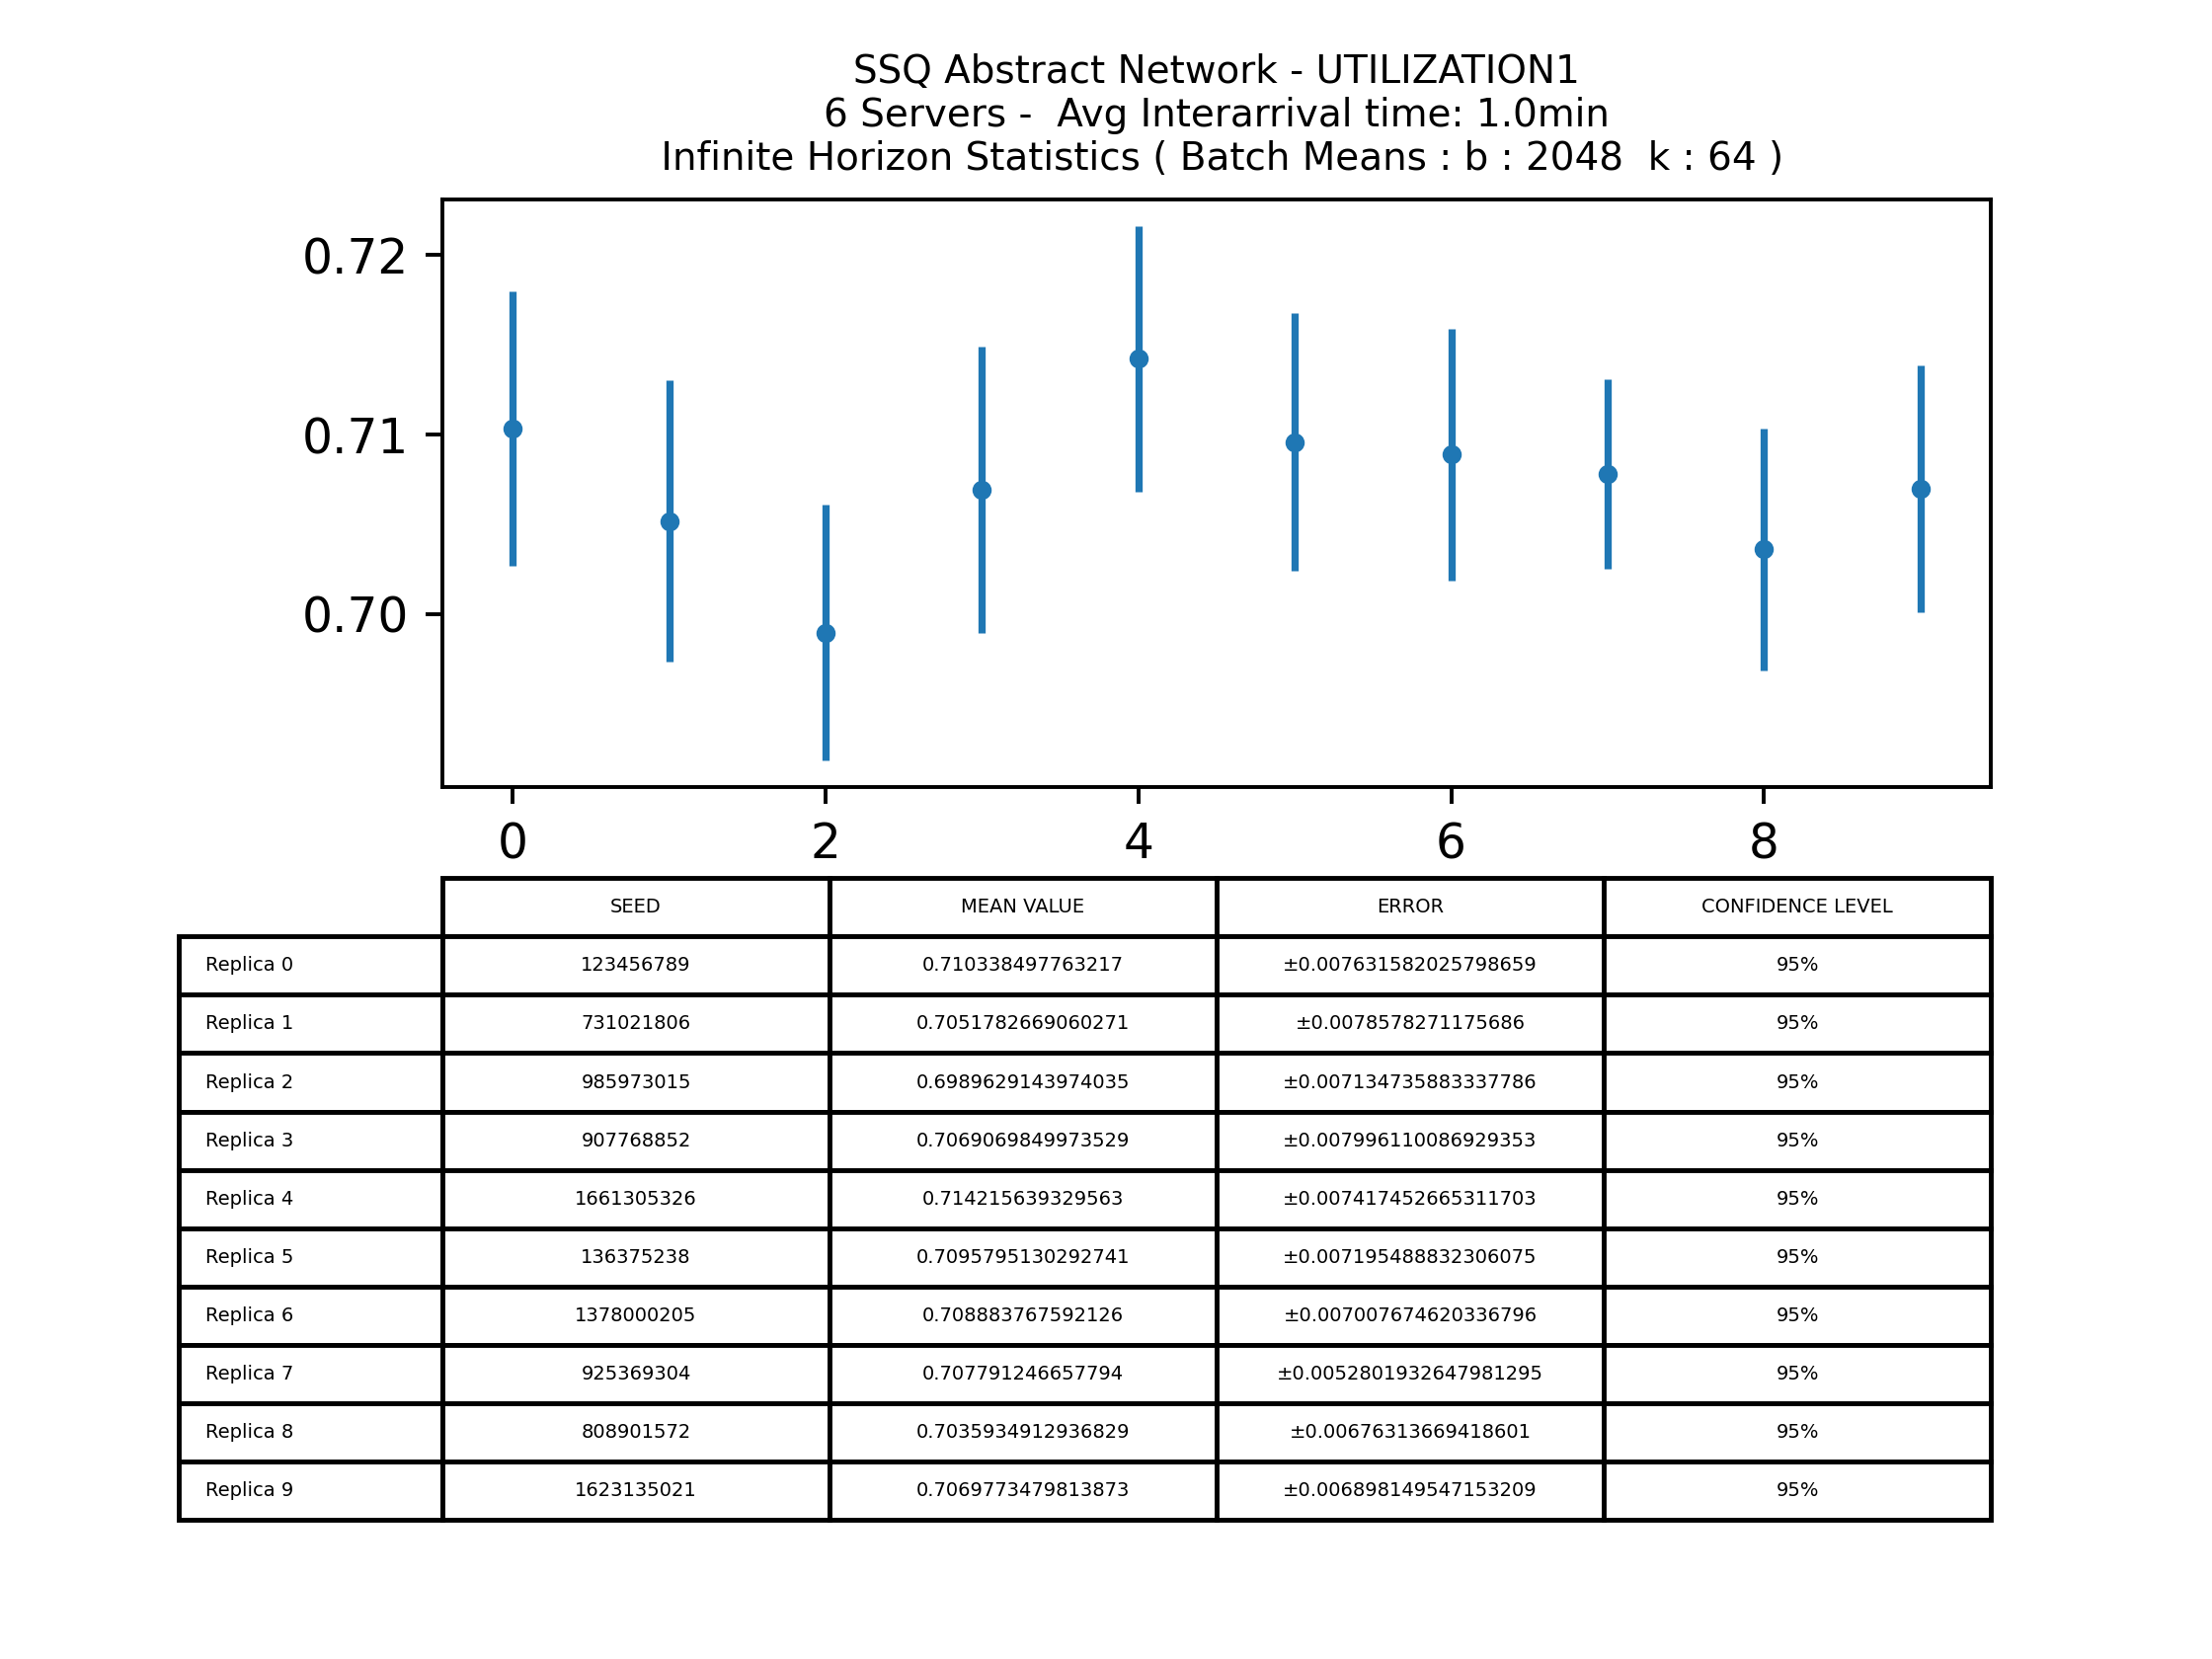 SSQ Abstract Network - UTILIZATION1
6 Servers -  Avg Interarrival time: 1.0min
Infinite Horizon Statistics ( Batch Means : b : 2048  k : 64 )
0.72
0.71
0.70
0 2 4 6 8
SEED MEAN VALUE ERROR CONFIDENCE LEVEL
Replica 0 123456789 0.710338497763217 ±0.007631582025798659 95%
Replica 1 731021806 0.7051782669060271 ±0.0078578271175686 95%
Replica 2 985973015 0.6989629143974035 ±0.007134735883337786 95%
Replica 3 907768852 0.7069069849973529 ±0.007996110086929353 95%
Replica 4 1661305326 0.714215639329563 ±0.007417452665311703 95%
Replica 5 136375238 0.7095795130292741 ±0.007195488832306075 95%
Replica 6 1378000205 0.708883767592126 ±0.007007674620336796 95%
Replica 7 925369304 0.707791246657794 ±0.0052801932647981295 95%
Replica 8 808901572 0.7035934912936829 ±0.00676313669418601 95%
Replica 9 1623135021 0.7069773479813873 ±0.006898149547153209 95%